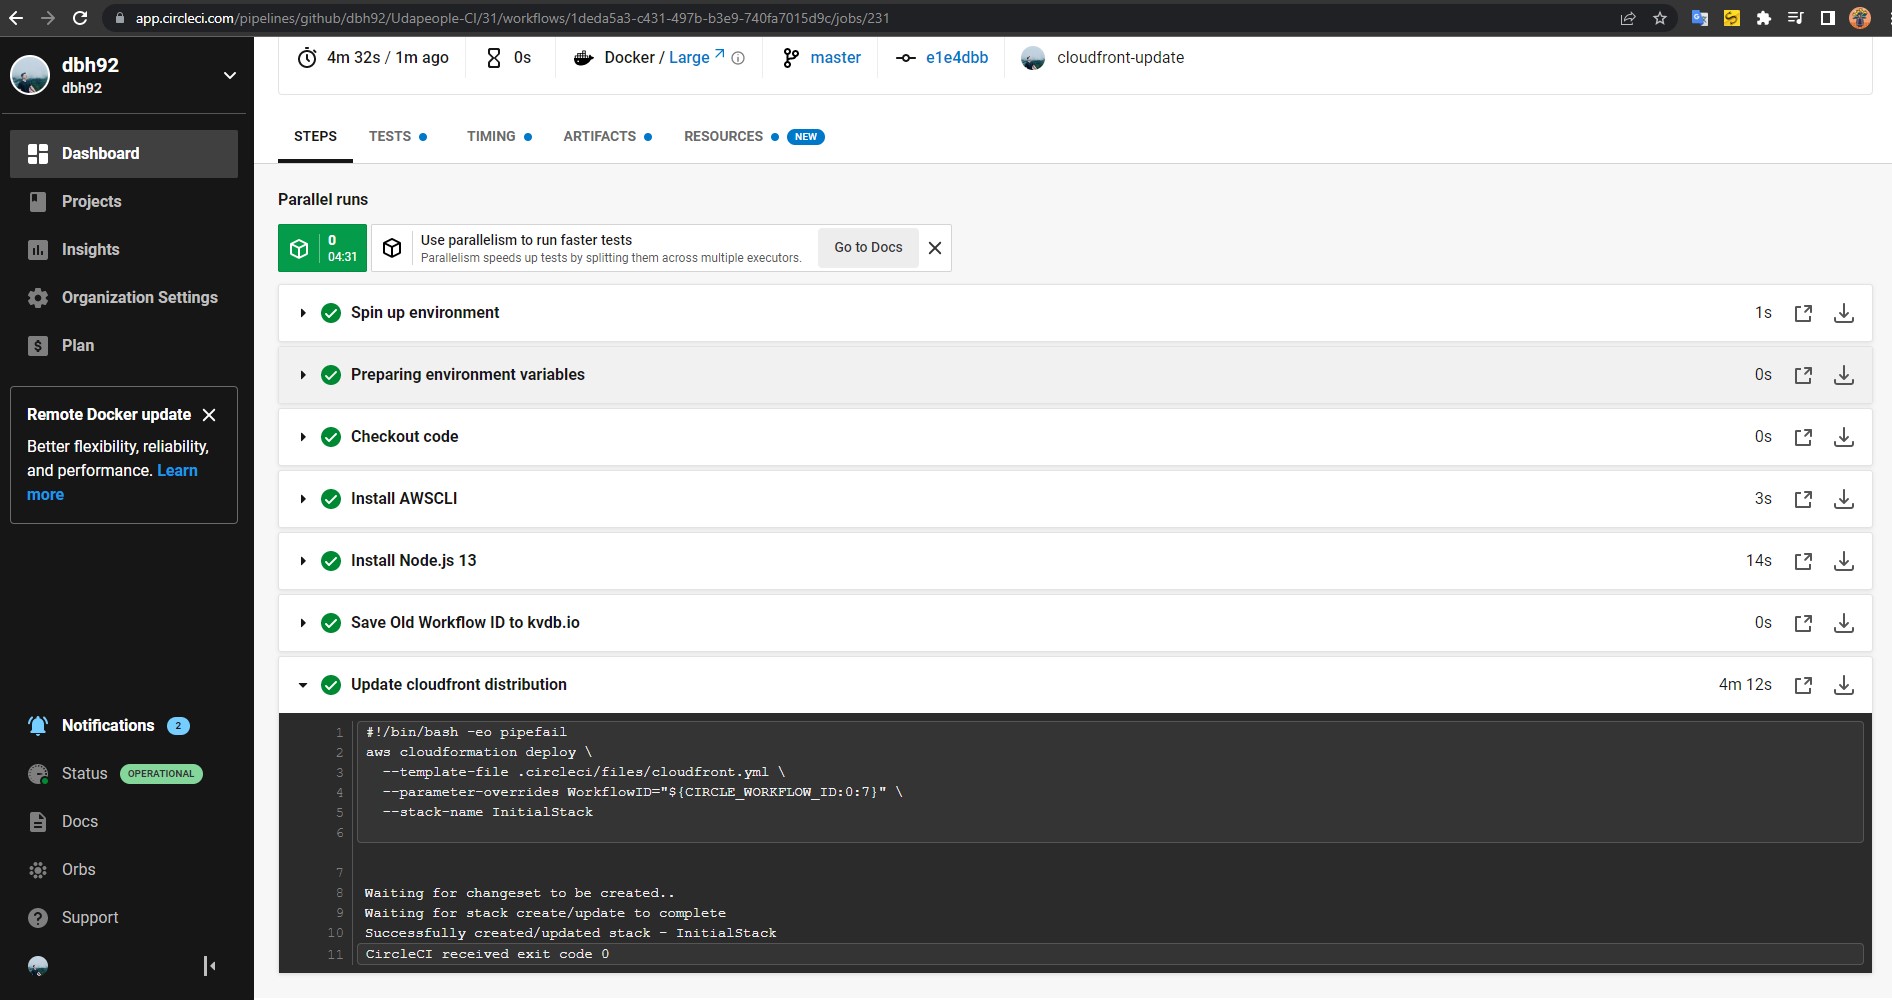 app.circleci.com/pipelines/github/dbh92/Udapeople-CI/31/workflows/1deda5a3-c431-497b-b3e9-740fa7015d9c/jobs/231
dbh92
dbh92
Dashboard
Projects
Insights
Organization Settings
Plan
Remote Docker update
Better flexibility, reliability,
and performance. Learn
more
Notifications 2
Status OPERATIONAL
Docs
Orbs
Support
4m 32s / 1m ago
0s
Docker / Large
master
e1e4dbb
cloudfront-update
STEPS
TESTS
TIMING
ARTIFACTS
RESOURCES
NEW
Parallel runs
0
04:31
Use parallelism to run faster tests
Parallelism speeds up tests by splitting them across multiple executors.
Go to Docs
Spin up environment 1s
Preparing environment variables 0s
Checkout code 0s
Install AWSCLI 3s
Install Node.js 13 14s
Save Old Workflow ID to kvdb.io 0s
Update cloudfront distribution 4m 12s
1 #!/bin/bash -eo pipefail
2 aws cloudformation deploy \
3 --template-file .circleci/files/cloudfront.yml \
4 --parameter-overrides WorkflowID="${CIRCLE_WORKFLOW_ID:0:7}" \
5 --stack-name InitialStack
6
7
8 Waiting for changeset to be created..
9 Waiting for stack create/update to complete
10 Successfully created/updated stack - InitialStack
11 CircleCI received exit code 0